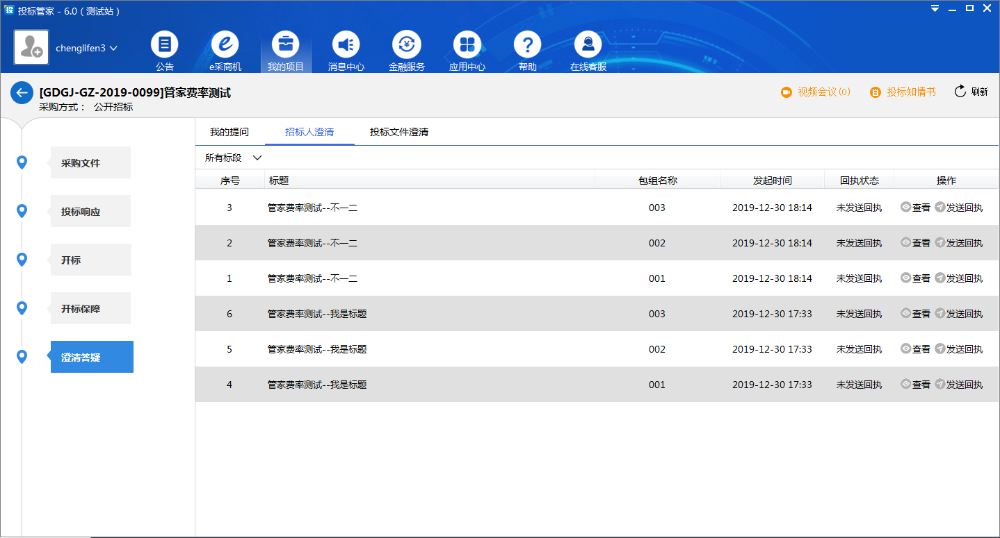 投 投标管家 - 6.0 ( 测试站 )
chenglifen3
公告 e采商机 我的项目 消息中心 金融服务 应用中心 帮助 在线客服
[GDGJ-GZ-2019-0099]管家费率测试
采购方式： 公开招标
视频会议(0) 投标知情书 刷新
采购文件
投标响应
开标
开标保障
澄清答疑
我的提问 招标人澄清 投标文件澄清
所有标段
序号 标题 包组名称 发起时间 回执状态 操作
3 管家费率测试--不一二 003 2019-12-30 18:14 未发送回执 查看 发送回执
2 管家费率测试--不一二 002 2019-12-30 18:14 未发送回执 查看 发送回执
1 管家费率测试--不一二 001 2019-12-30 18:14 未发送回执 查看 发送回执
6 管家费率测试--我是标题 003 2019-12-30 17:33 未发送回执 查看 发送回执
5 管家费率测试--我是标题 002 2019-12-30 17:33 未发送回执 查看 发送回执
4 管家费率测试--我是标题 001 2019-12-30 17:33 未发送回执 查看 发送回执